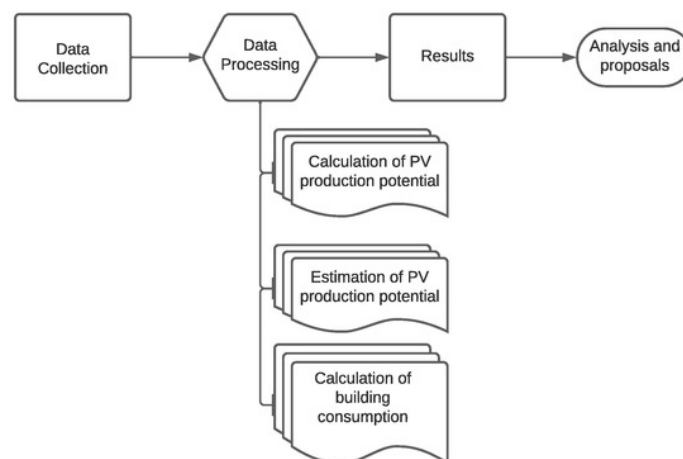 Data
Collection
Data
Processing
Results
Analysis and
proposals
Calculation of PV
production potential
Estimation of PV
production potential
Calculation of
building
consumption